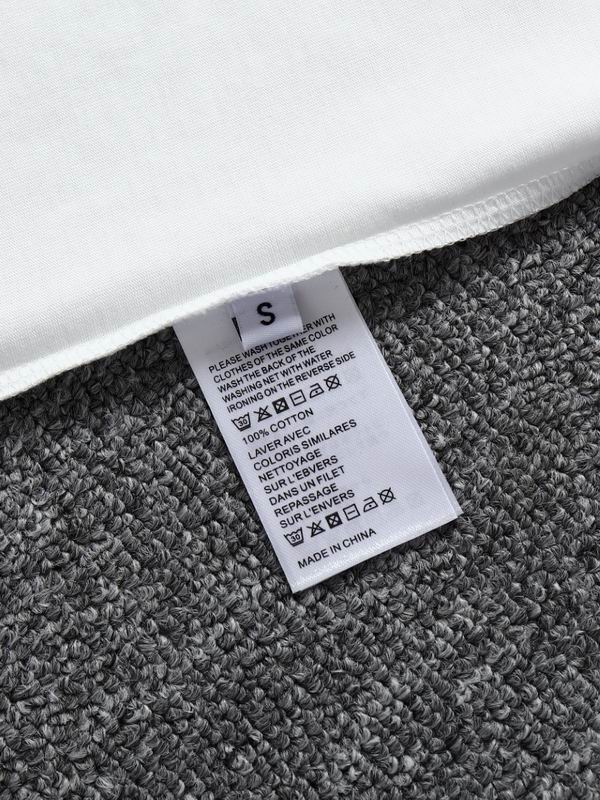 S
PLEASE WASH TOGETHER WITH
CLOTHES OF THE SAME COLOR
WASH THE BACK OF THE
WASHING NET WITH WATER
IRONING ON THE REVERSE SIDE
30
100% COTTON
LAVER AVEC
COLORIS SIMILARES
NETTOYAGE
SUR L'EBVERS
DANS UN FILET
REPASSAGE
SUR L'ENVERS
30
MADE IN CHINA